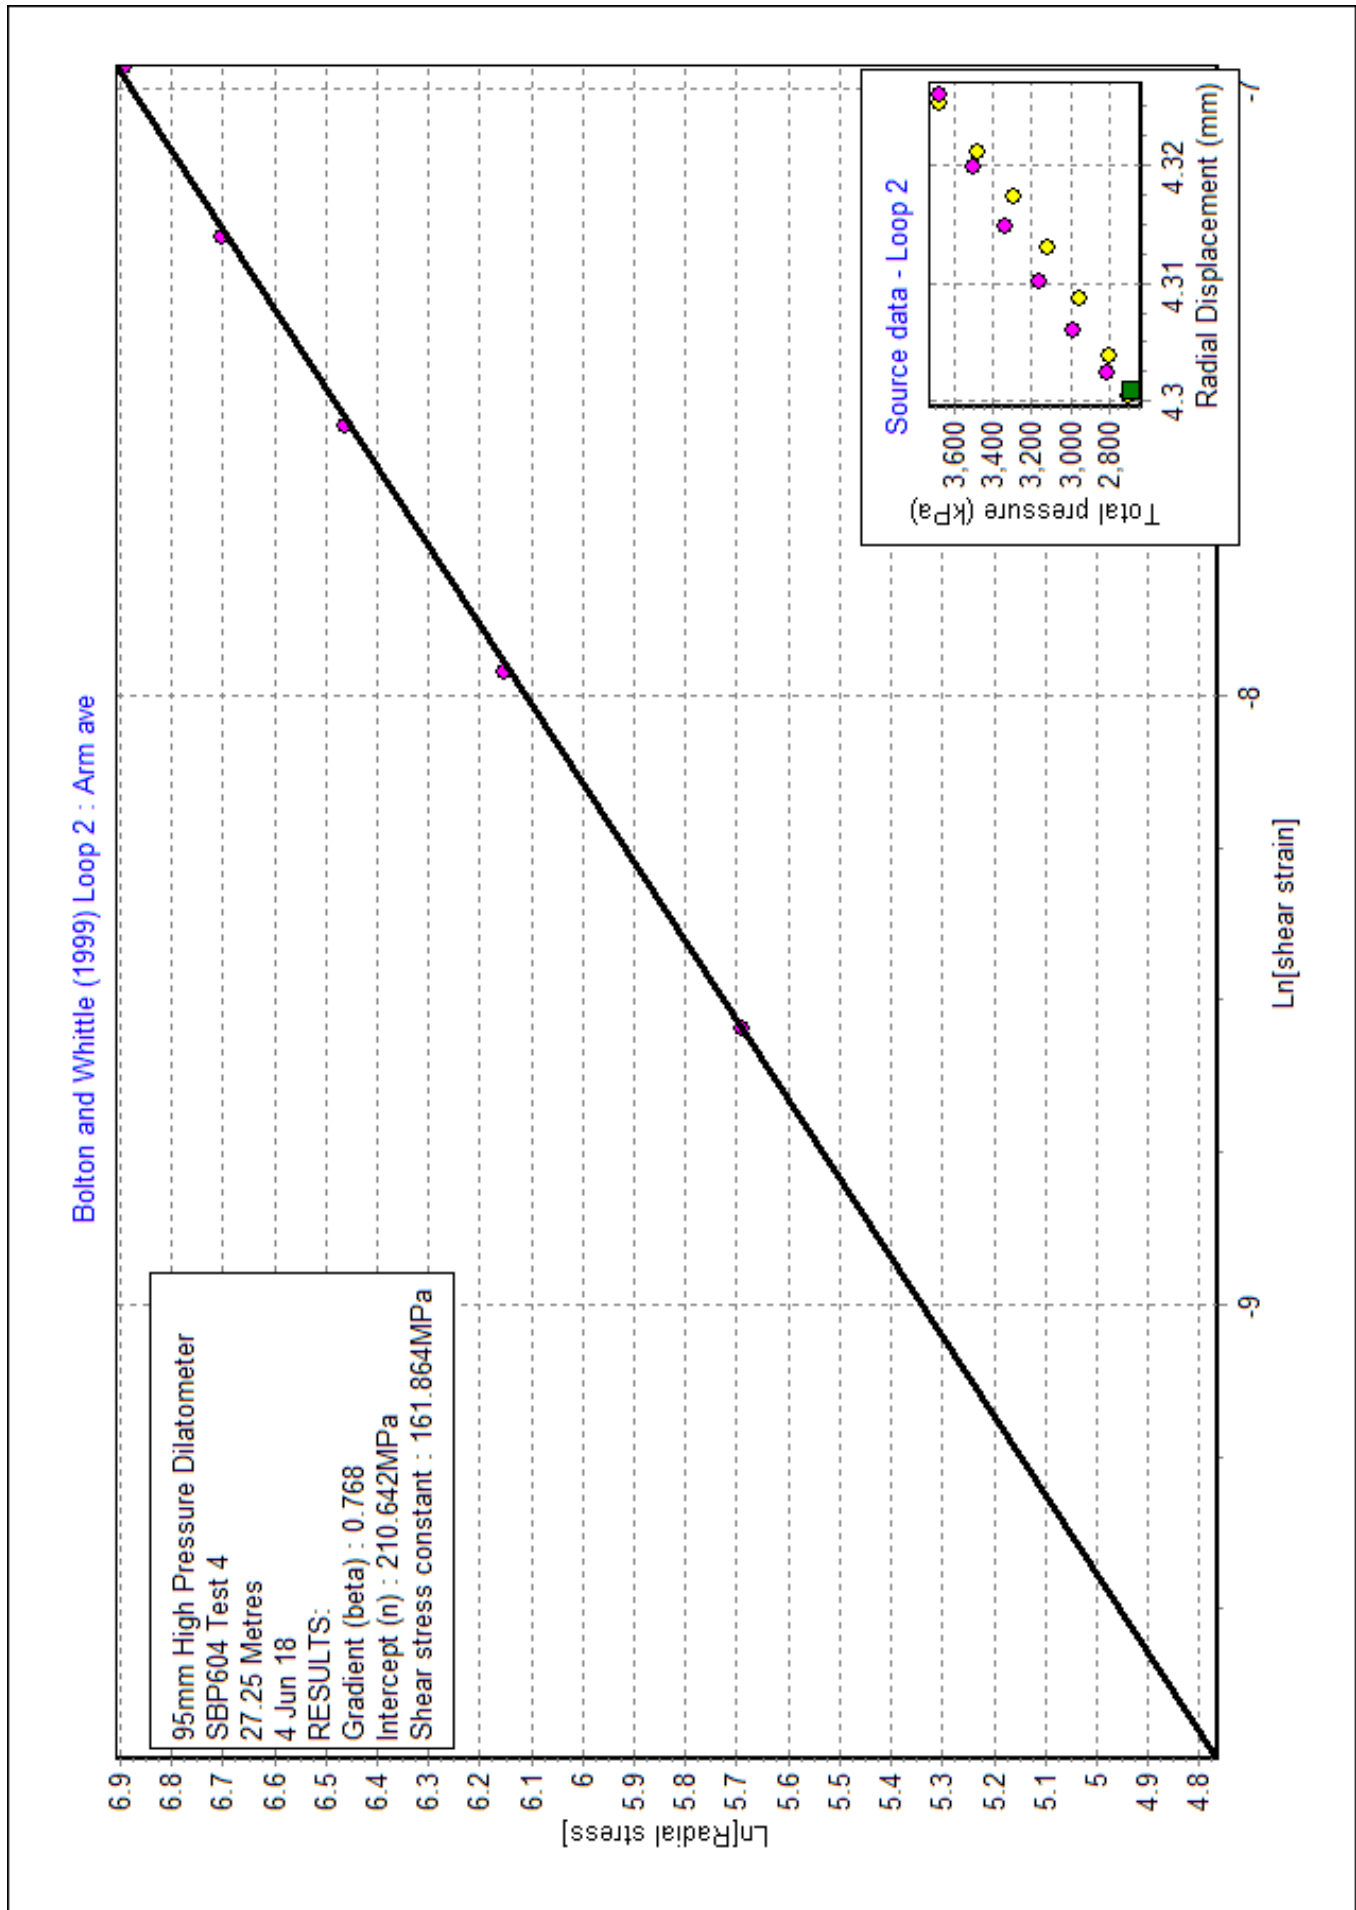 Bolton and Whittle (1999) Loop 2 : Arm ave
95mm High Pressure Dilatometer
SBP604 Test 4
27.25 Metres
4 Jun 18
RESULTS:
Gradient (beta) : 0.768
Intercept (n) : 210.642MPa
Shear stress constant : 161.864MPa
Ln[Radial stress]
6.9
6.8
6.7
6.6
6.5
6.4
6.3
6.2
6.1
6
5.9
5.8
5.7
5.6
5.5
5.4
5.3
5.2
5.1
5
4.9
4.8
-9
-8
-7
Ln[shear strain]
Source data - Loop 2
Total pressure (kPa)
3,600
3,400
3,200
3,000
2,800
4.3
4.31
4.32
Radial Displacement (mm)